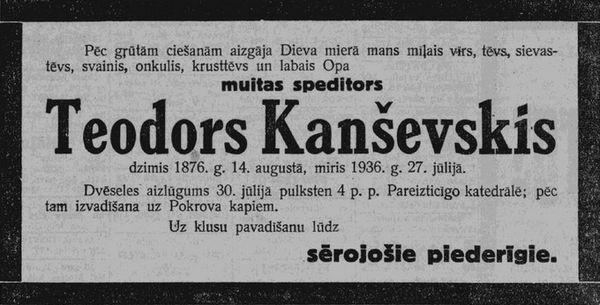 Pēc grūtām ciešanām aizgāja Dieva mierā mans miļais vīrs, tēvs, sievas-
tēvs, svainis, onkulis, krusttēvs un labais Opa
muitas speditors
Teodors Kanševskis
dzimis 1876. g. 14. augustā, miris 1936. g. 27. jūlijā.
Dvēseles aizlūgums 30. jūlijā pulksten 4 p. p. Pareizticīgo katedrālē; pēc
tam izvadīšana uz Pokrova kapiem.
Uz klusu pavadīšanu lūdz
sērojošie piederīgie.